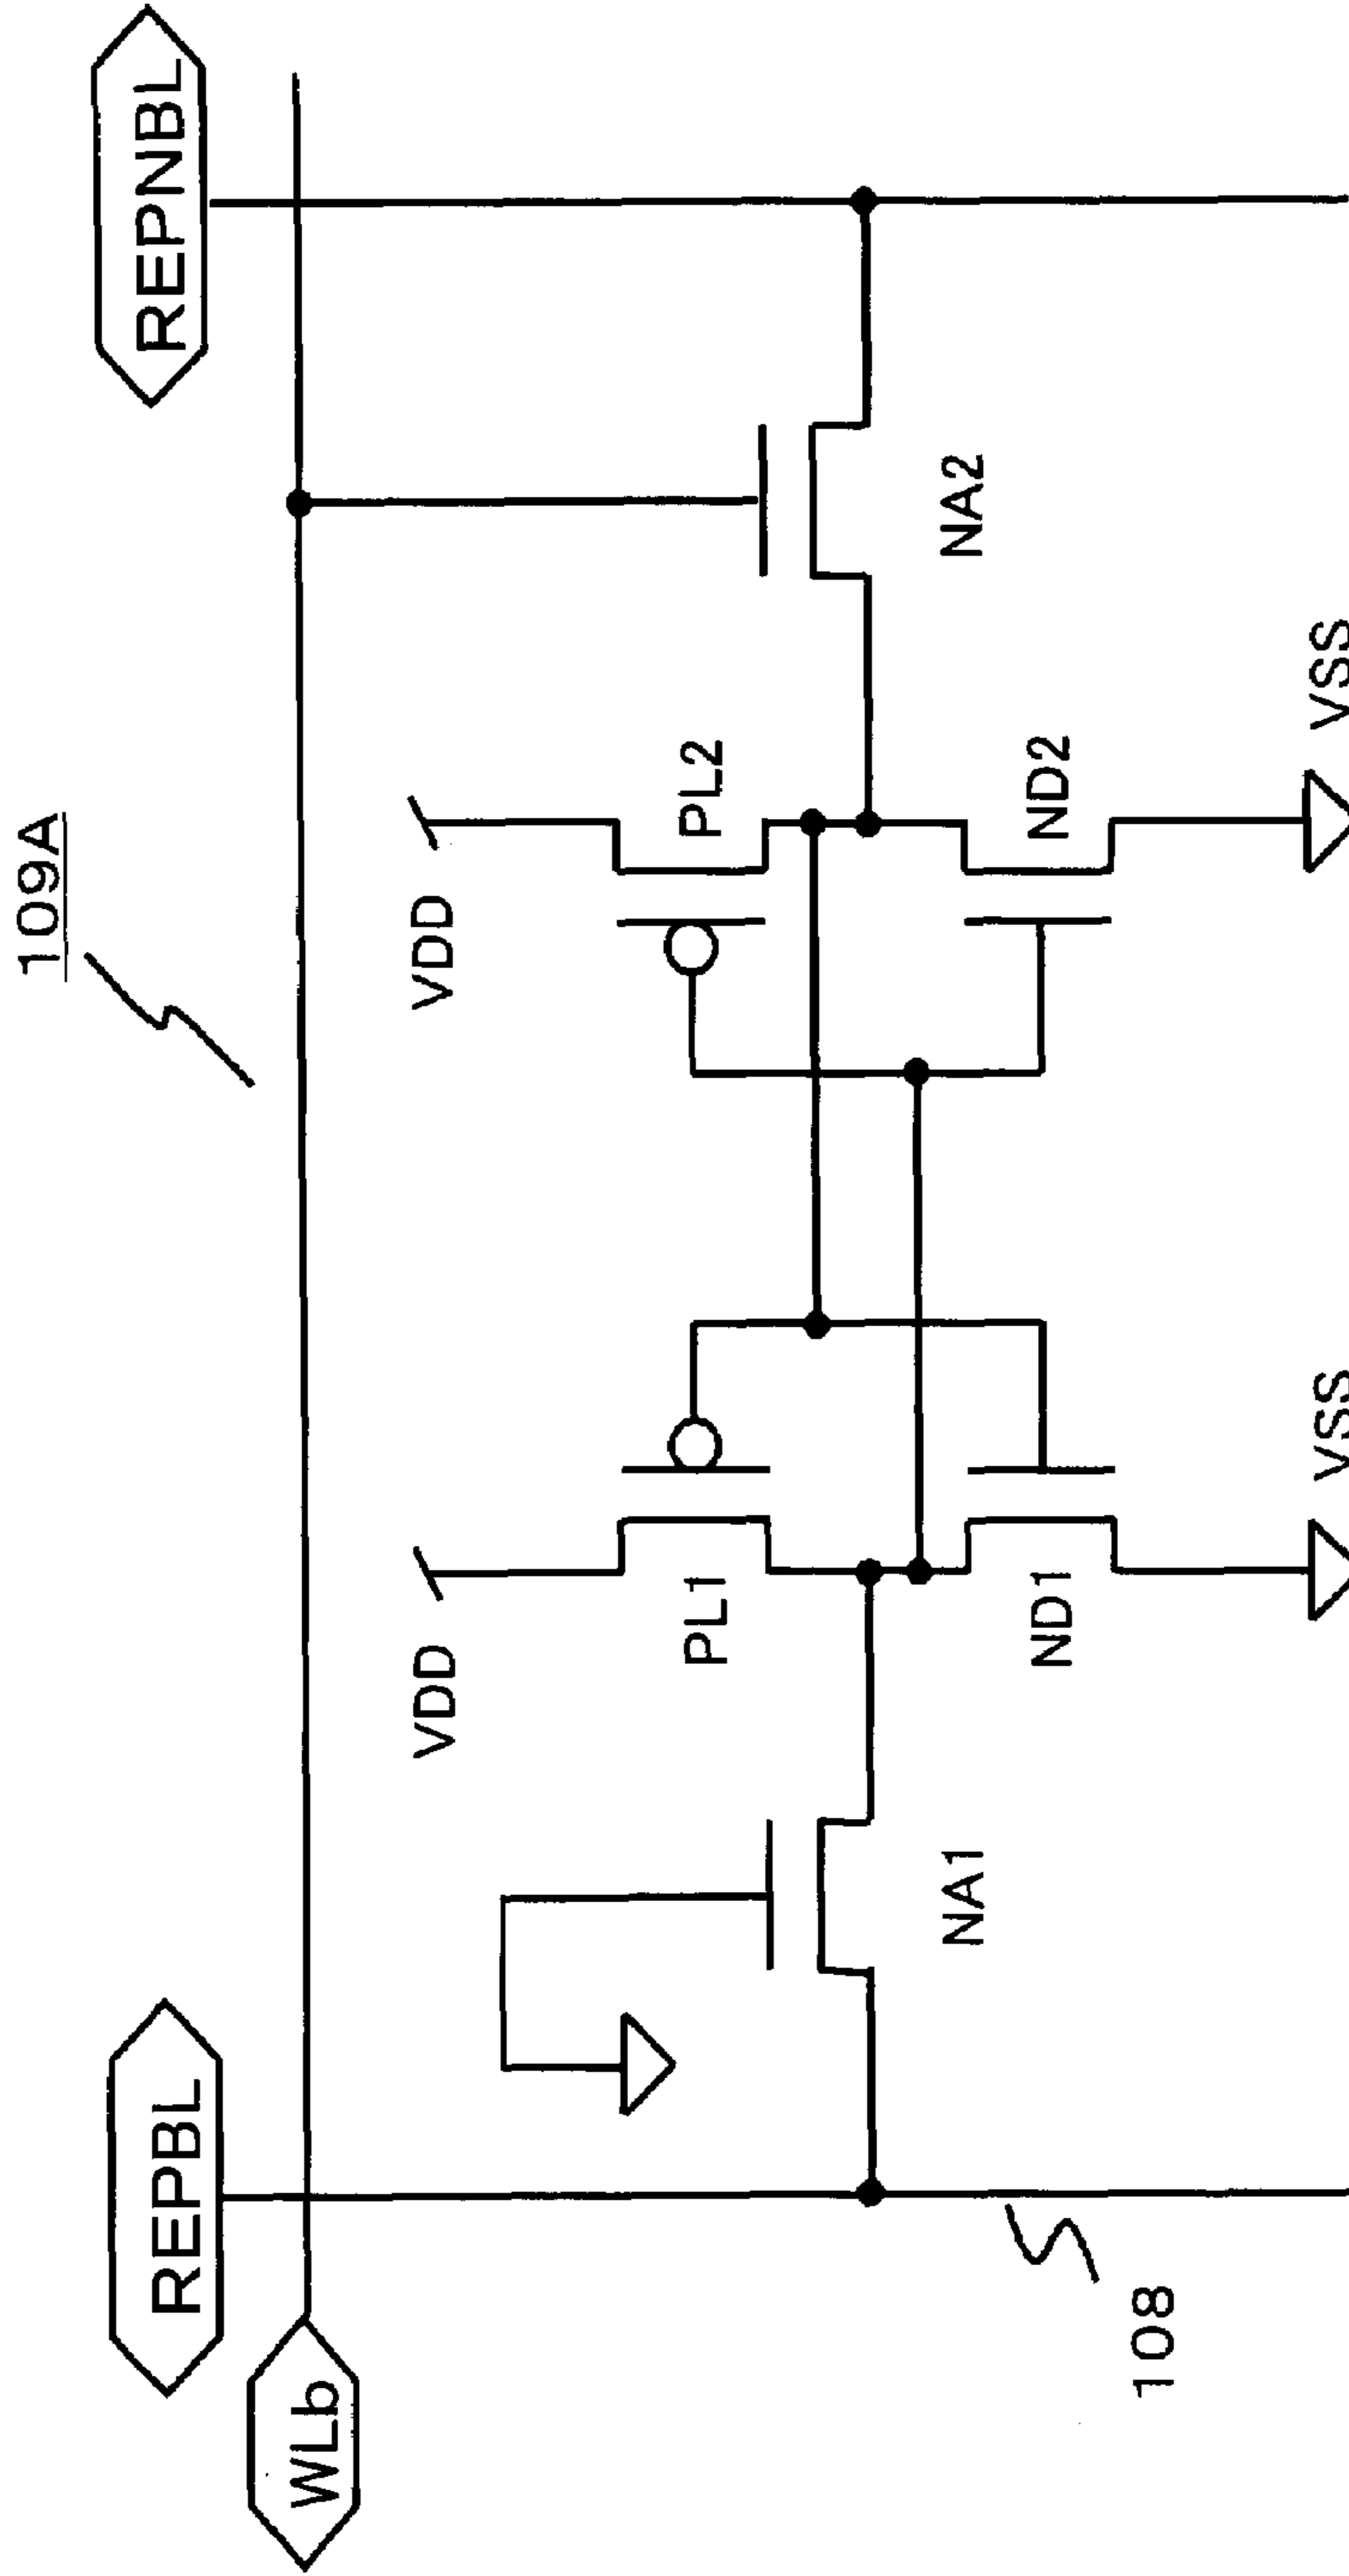 109A
REPBL
REPNBL
WLb
VDD
VDD
PL1
PL2
NA1
NA2
ND1
ND2
108
VSS
VSS